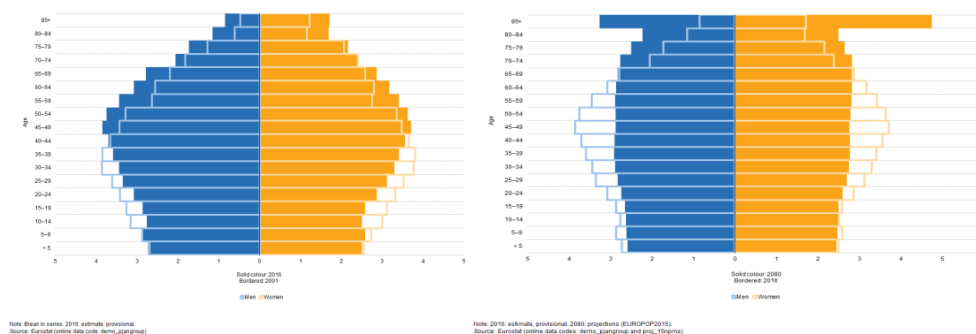 85+
80–84
75–79
70–74
65–69
60–64
55–59
50–54
45–49
40–44
35–39
30–34
25–29
20–24
15–19
10–14
5–9
< 5
Age
5 4 3 2 1 0 0 1 2 3 4 5
Solid colour: 2016
Bordered: 2001
Men Women
Note: Break in series. 2016: estimate, provisional.
Source: Eurostat (online data code: demo_pjangroup)
85+
80–84
75–79
70–74
65–69
60–64
55–59
50–54
45–49
40–44
35–39
30–34
25–29
20–24
15–19
10–14
5–9
< 5
Age
5 4 3 2 1 0 0 1 2 3 4 5
Solid colour: 2080
Bordered: 2016
Men Women
Note: 2016: estimate, provisional. 2080: projections (EUROPOP2015).
Source: Eurostat (online data codes: demo_pjangroup and proj_15npms)